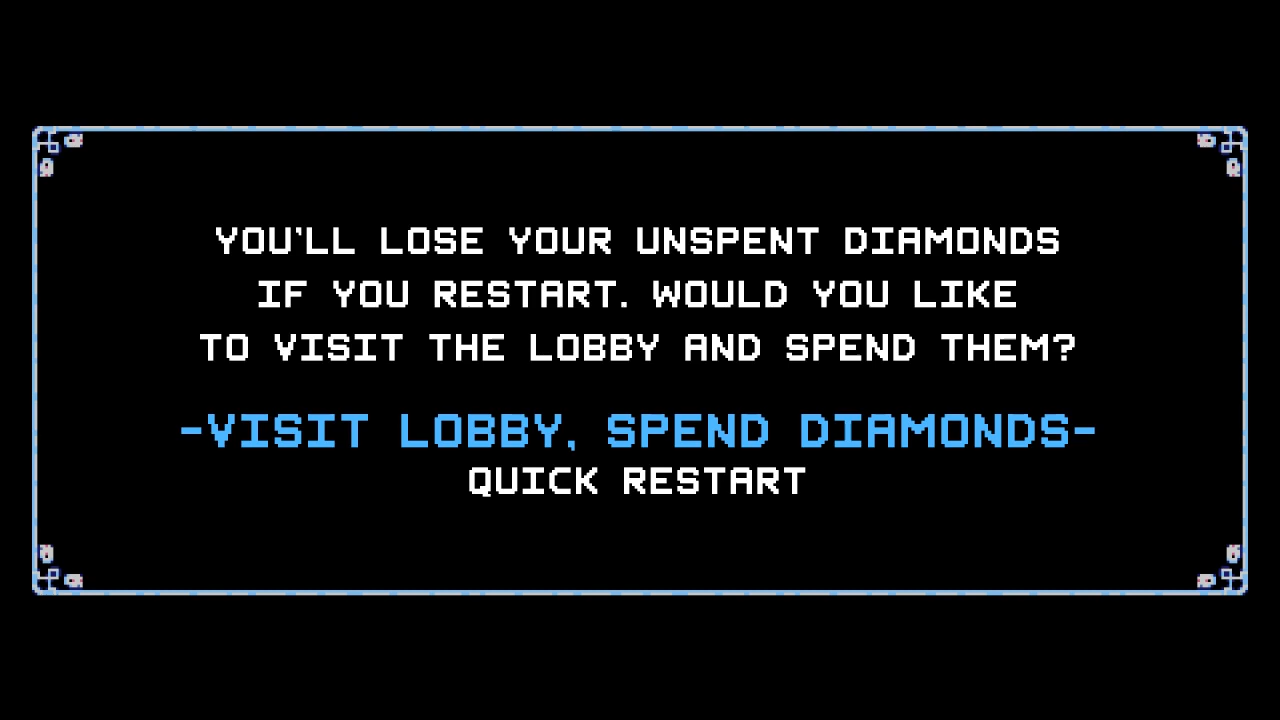 YOU'LL LOSE YOUR UNSPENT DIAMONDS
IF YOU RESTART. WOULD YOU LIKE
TO VISIT THE LOBBY AND SPEND THEM?
-VISIT LOBBY, SPEND DIAMONDS-
QUICK RESTART